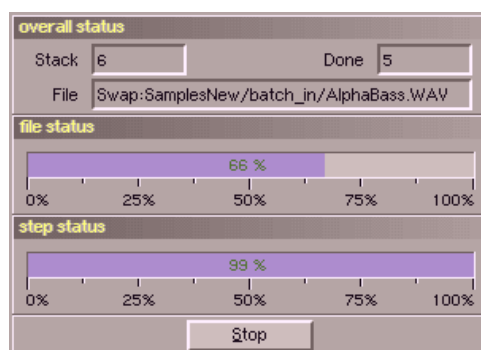 overall status
Stack 6 Done 5
File Swap:SamplesNew/batch_in/AlphaBass.WAV
file status
66 %
0% 25% 50% 75% 100%
step status
99 %
0% 25% 50% 75% 100%
Stop